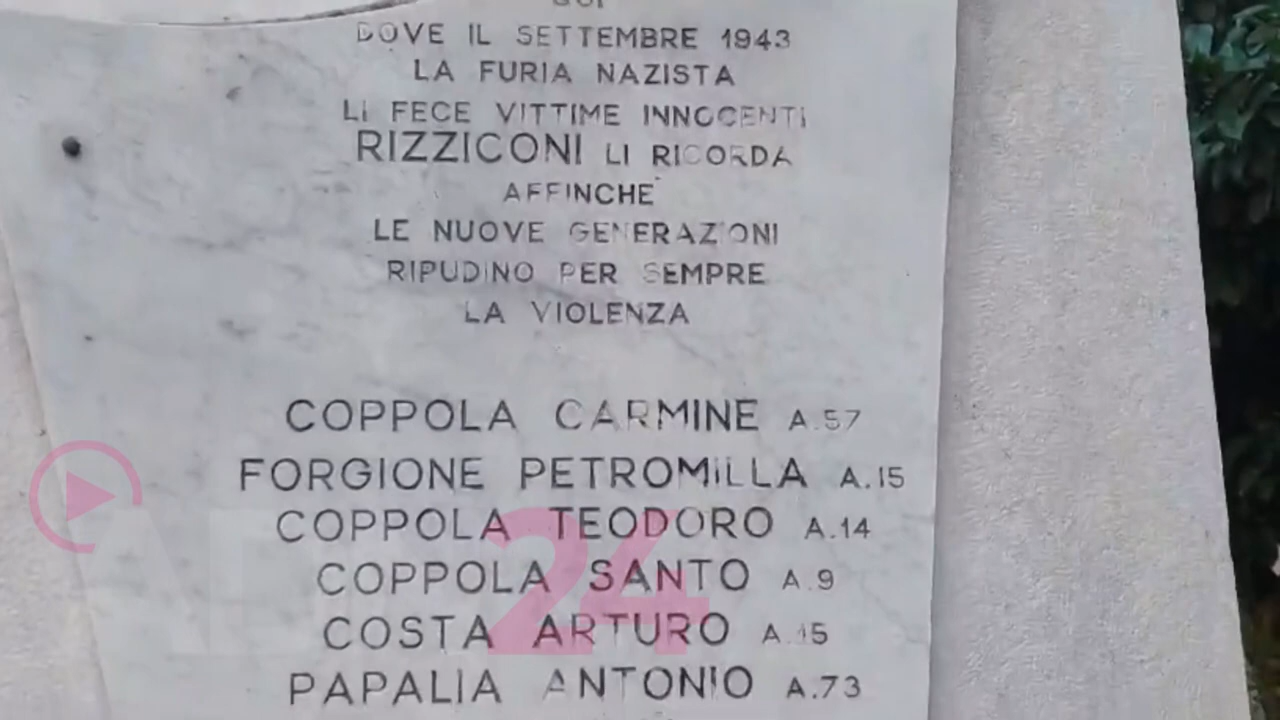 QUI
DOVE IL SETTEMBRE 1943
LA FURIA NAZISTA
LI FECE VITTIME INNOCENTI
RIZZICONI LI RICORDA
AFFINCHE'
LE NUOVE GENERAZIONI
RIPUDINO PER SEMPRE
LA VIOLENZA
COPPOLA CARMINE A.57
FORGIONE PETROMILLA A.15
COPPOLA TEODORO A.14
COPPOLA SANTO A.9
COSTA ARTURO A.15
PAPALIA ANTONIO A.73
24